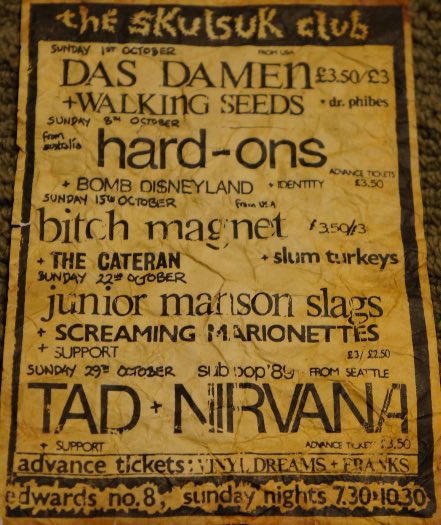 the SKulSuK club
SUNDAY 1ST OCTOBER FROM USA
DAS DAMEN £3.50/£3
+WALKING SEEDS • dr. phibes
SUNDAY 8TH OCTOBER
from australia
hard-ons
ADVANCE TICKETS £3.50
+ BOMB DISNEYLAND + IDENTITY
SUNDAY 15TH OCTOBER from USA
bitch magnet £3.50/£3
+ THE CATERAN + slum turkeys
SUNDAY 22ND OCTOBER
junior manson slags
+ SCREAMING MARIONETTES
+ SUPPORT £3/£2.50
SUNDAY 29TH OCTOBER sub pop '89 FROM SEATTLE
TAD + NIRVANA
+ SUPPORT ADVANCE TICKET £3.50
advance tickets: VINYL DREAMS + FRANKS
edwards no. 8, sunday nights 7.30-10.30